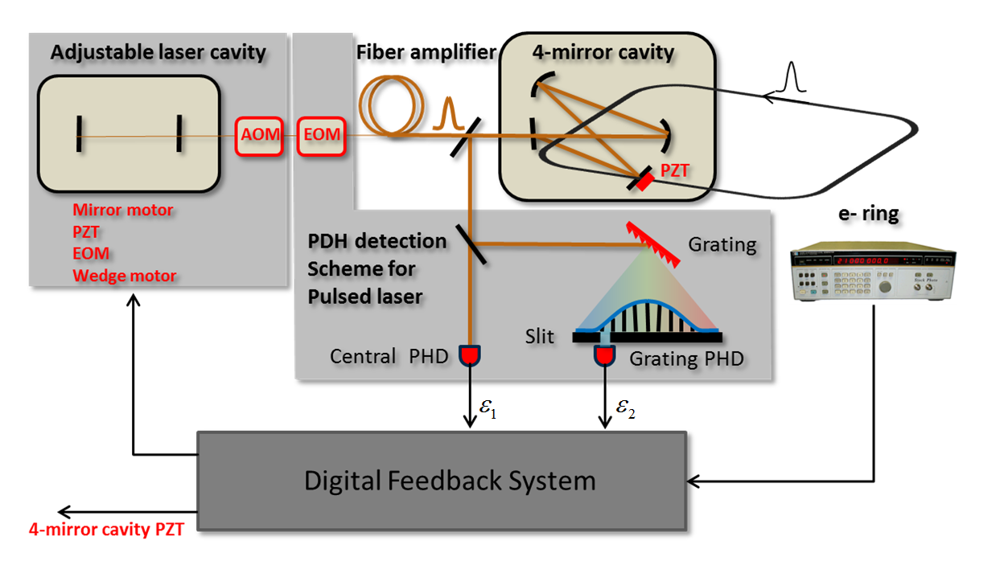 Adjustable laser cavity
Fiber amplifier
4-mirror cavity
AOM
EOM
PZT
Mirror motor
PZT
EOM
Wedge motor
e- ring
PDH detection
Scheme for
Pulsed laser
Grating
Slit
Central PHD
Grating PHD
ε1
ε2
Digital Feedback System
4-mirror cavity PZT